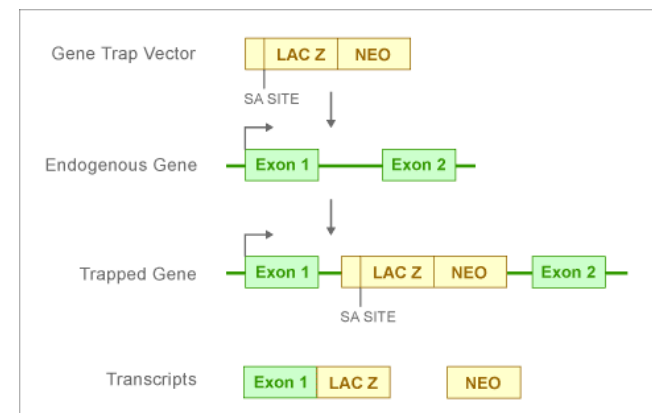 Gene Trap Vector
LAC Z NEO
SA SITE
Endogenous Gene
Exon 1 Exon 2
Trapped Gene
Exon 1 LAC Z NEO Exon 2
SA SITE
Transcripts
Exon 1 LAC Z NEO